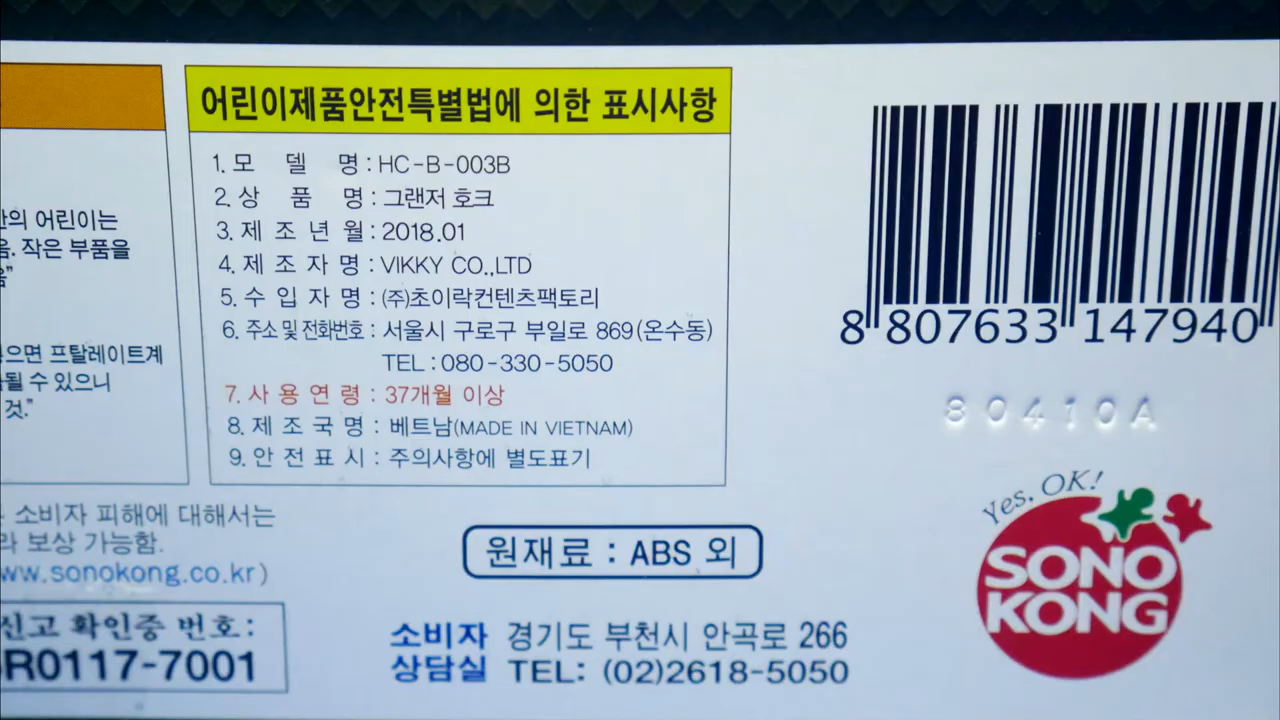 어린이제품안전특별법에 의한 표시사항
1. 모 델 명 : HC-B-003B
2. 상 품 명 : 그랜저 호크
3. 제 조 년 월 : 2018.01
4. 제 조 자 명 : VIKKY CO.,LTD
5. 수 입 자 명 : (주)초이락컨텐츠팩토리
6. 주소 및 전화번호 : 서울시 구로구 부일로 869(온수동)
TEL : 080-330-5050
7. 사 용 연 령 : 37개월 이상
8. 제 조 국 명 : 베트남(MADE IN VIETNAM)
9. 안 전 표 시 : 주의사항에 별도표기
어린이는
작은 부품을
프탈레이트계
될 수 있으니
것."
소비자 피해에 대해서는
보상 가능함.
ww.sonokong.co.kr)
신고 확인증 번호:
R0117-7001
원재료 : ABS 외
소비자 경기도 부천시 안곡로 266
상담실 TEL: (02)2618-5050
8 807633 147940
80410A
Yes, OK!
SONO
KONG